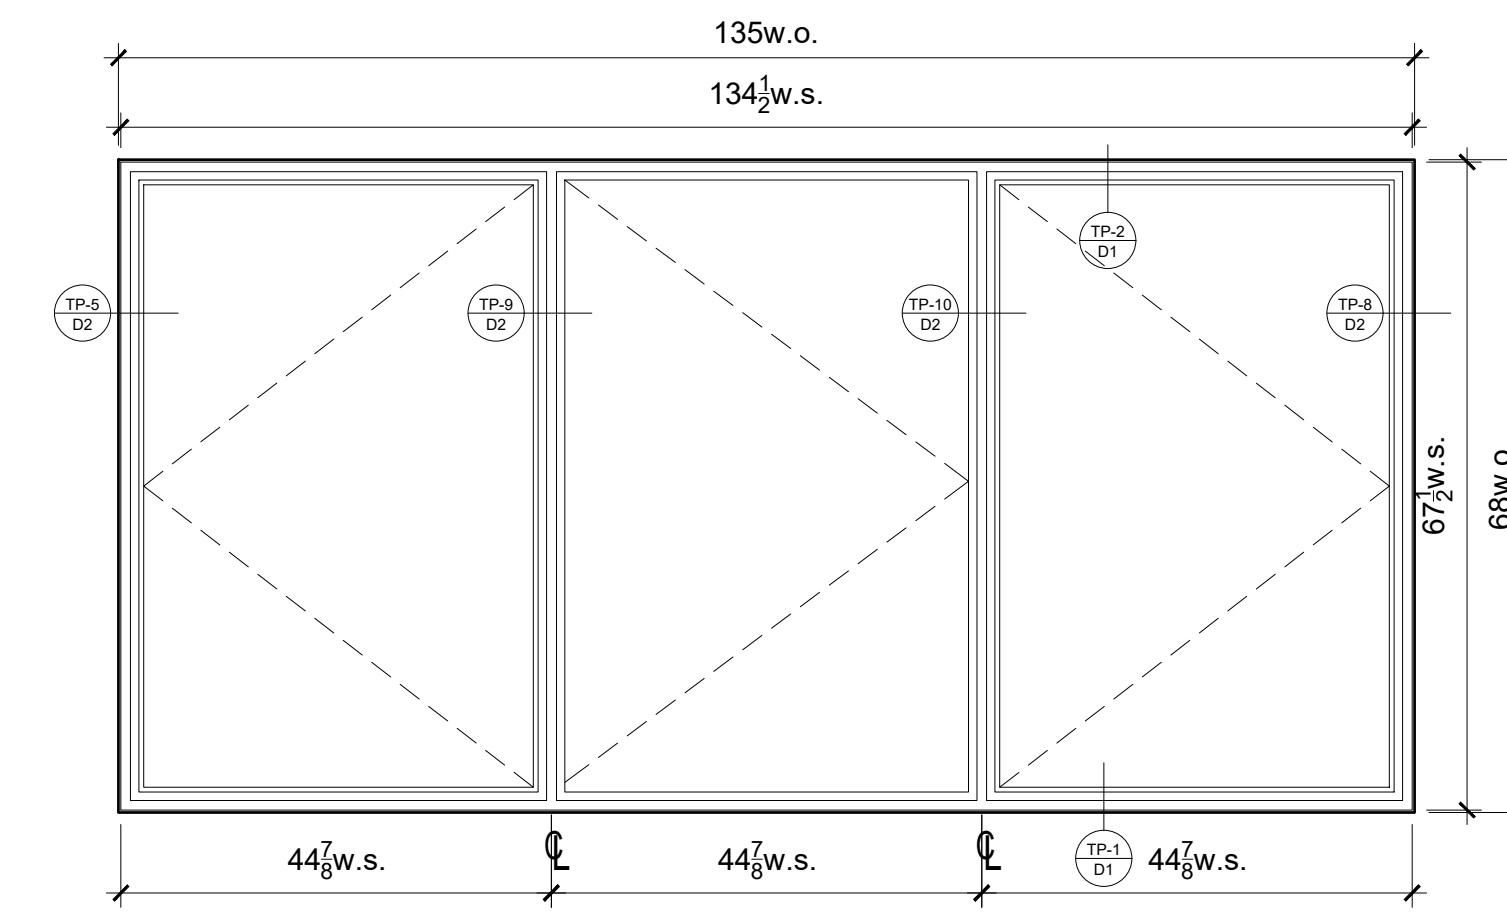 135w.o.
134½w.s.
TP-2
D1
TP-5
D2
TP-9
D2
TP-10
D2
TP-8
D2
67½w.s.
68w.o
℄
℄
44⅞w.s.
44⅞w.s.
TP-1
D1
44⅞w.s.